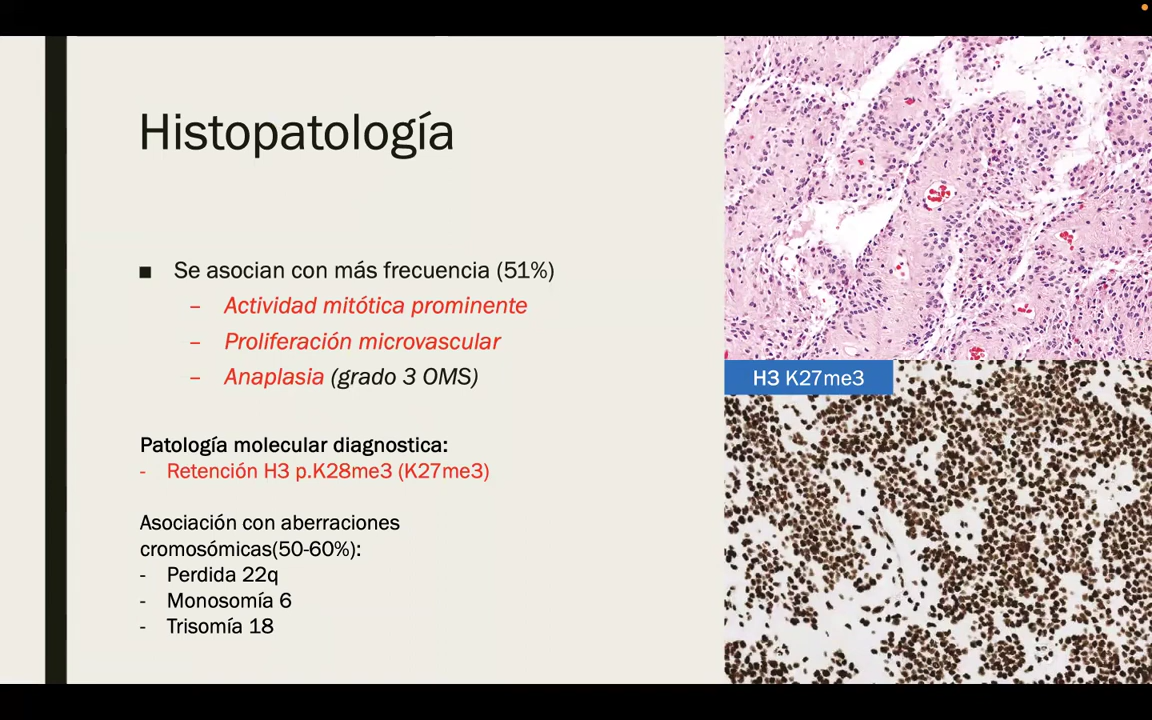 Histopatología
■ Se asocian con más frecuencia (51%)
– Actividad mitótica prominente
– Proliferación microvascular
– Anaplasia (grado 3 OMS)
H3 K27me3
Patología molecular diagnostica:
- Retención H3 p.K28me3 (K27me3)
Asociación con aberraciones
cromosómicas(50-60%):
- Perdida 22q
- Monosomía 6
- Trisomía 18